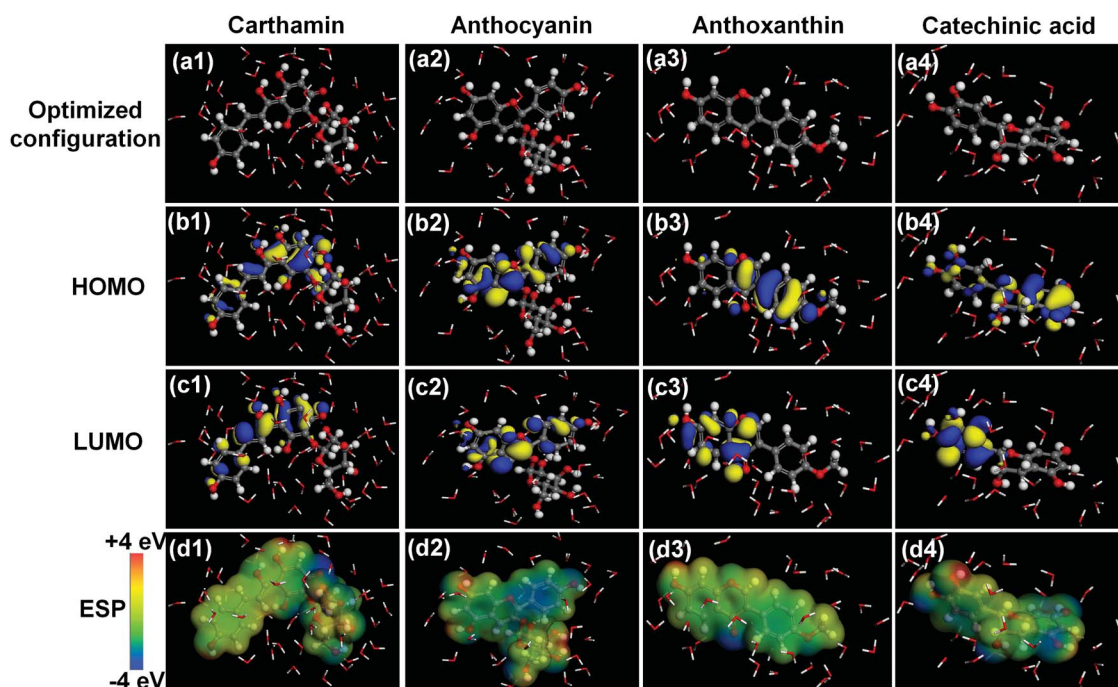 Carthamin Anthocyanin Anthoxanthin Catechinic acid
Optimized
configuration
(a1) (a2) (a3) (a4)
HOMO
(b1) (b2) (b3) (b4)
LUMO
(c1) (c2) (c3) (c4)
+4 eV
ESP
-4 eV
(d1) (d2) (d3) (d4)